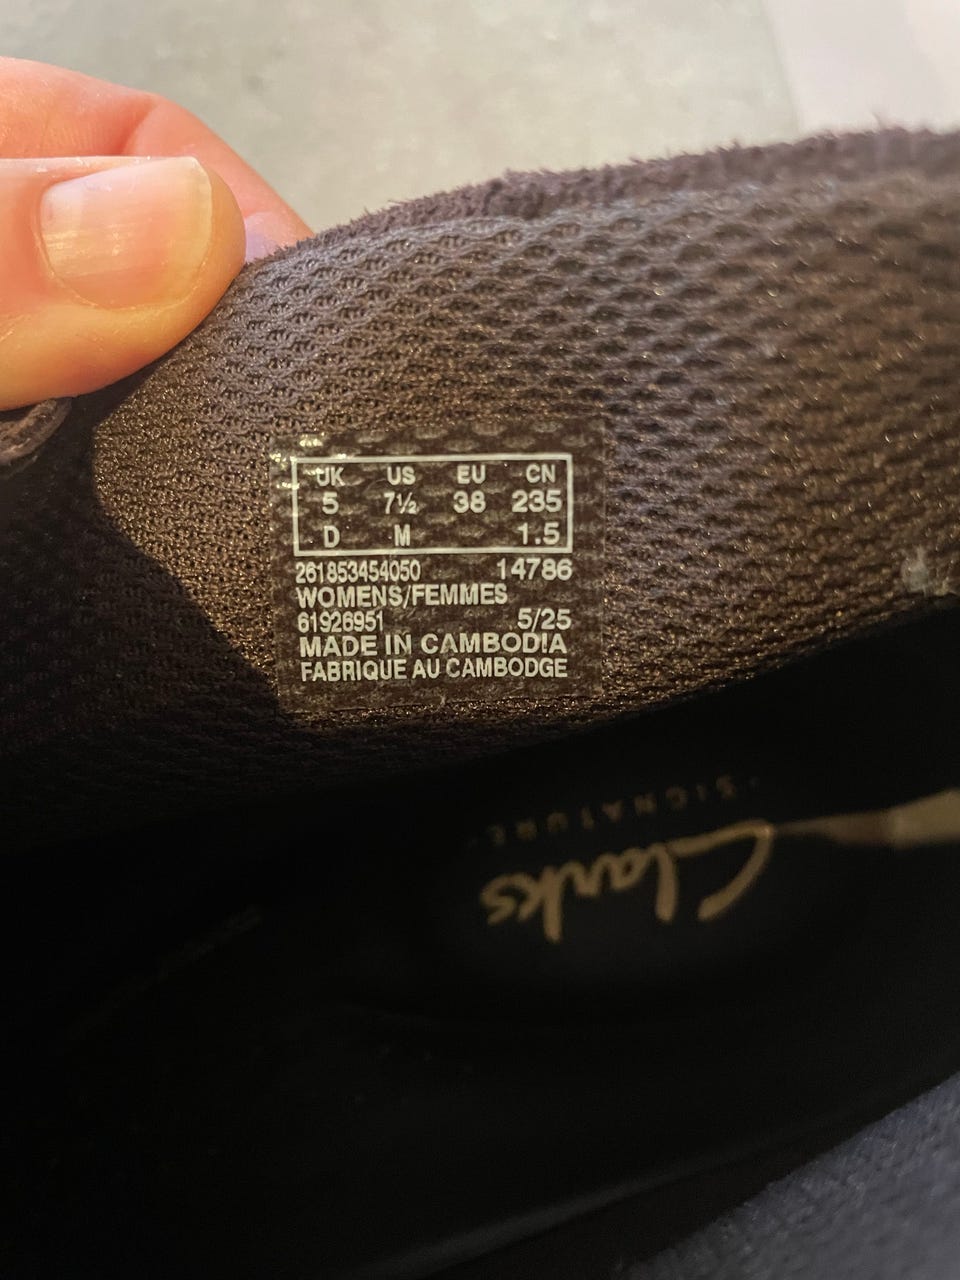 UK US EU CN
5 7½ 38 235
D M 1.5
261853454050 14786
WOMENS/FEMMES
61926951 5/25
MADE IN CAMBODIA
FABRIQUE AU CAMBODGE
Clarks
· SIGNATURE ·